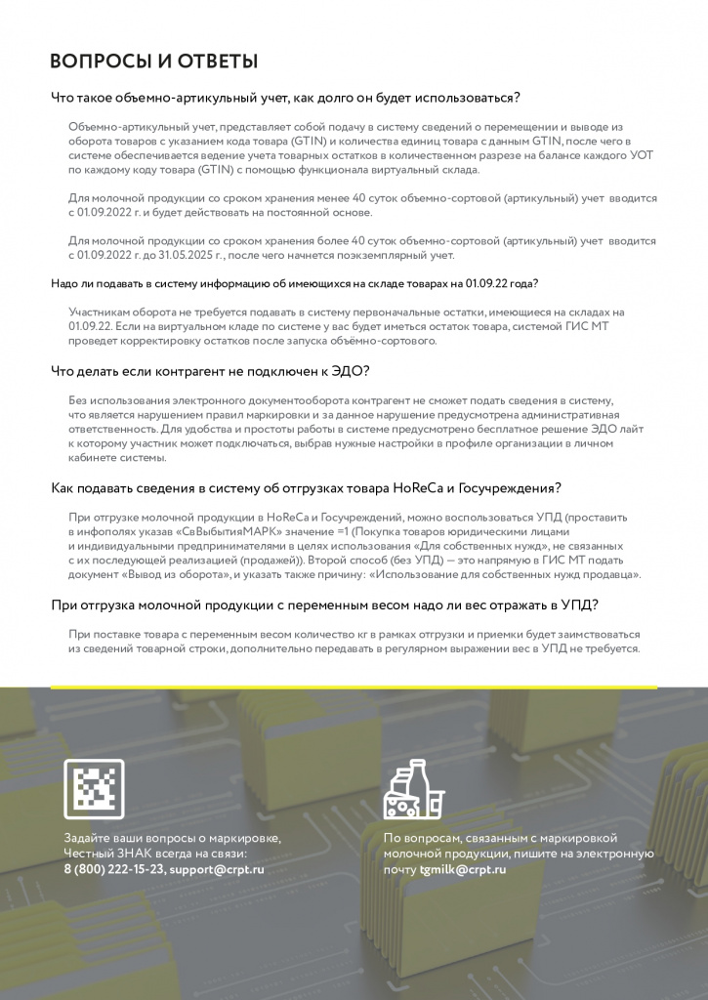 ВОПРОСЫ И ОТВЕТЫ
Что такое объемно-артикульный учет, как долго он будет использоваться?
Объемно-артикульный учет, представляет собой подачу в систему сведений о перемещении и выводе из
оборота товаров с указанием кода товара (GTIN) и количества единиц товара с данным GTIN, после чего в
системе обеспечивается ведение учета товарных остатков в количественном разрезе на балансе каждого УОТ
по каждому коду товара (GTIN) с помощью функционала виртуальный склада.
Для молочной продукции со сроком хранения менее 40 суток объемно-сортовой (артикульный) учет вводится
с 01.09.2022 г. и будет действовать на постоянной основе.
Для молочной продукции со сроком хранения более 40 суток объемно-сортовой (артикульный) учет вводится
с 01.09.2022 г. до 31.05.2025 г., после чего начнется поэкземплярный учет.
Надо ли подавать в систему информацию об имеющихся на складе товарах на 01.09.22 года?
Участникам оборота не требуется подавать в систему первоначальные остатки, имеющиеся на складах на
01.09.22. Если на виртуальном кладе по системе у вас будет иметься остаток товара, системой ГИС МТ
проведет корректировку остатков после запуска объёмно-сортового.
Что делать если контрагент не подключен к ЭДО?
Без использования электронного документооборота контрагент не сможет подать сведения в систему,
что является нарушением правил маркировки и за данное нарушение предусмотрена административная
ответственность. Для удобства и простоты работы в системе предусмотрено бесплатное решение ЭДО лайт
к которому участник может подключаться, выбрав нужные настройки в профиле организации в личном
кабинете системы.
Как подавать сведения в систему об отгрузках товара HoReCa и Госучреждения?
При отгрузке молочной продукции в HoReCa и Госучреждений, можно воспользоваться УПД (проставить
в инфополях указав «СвВыбытияМАРК» значение =1 (Покупка товаров юридическими лицами
и индивидуальными предпринимателями в целях использования «Для собственных нужд», не связанных
с их последующей реализацией (продажей)). Второй способ (без УПД) — это напрямую в ГИС МТ подать
документ «Вывод из оборота», и указать также причину: «Использование для собственных нужд продавца».
При отгрузка молочной продукции с переменным весом надо ли вес отражать в УПД?
При поставке товара с переменным весом количество кг в рамках отгрузки и приемки будет заимствоваться
из сведений товарной строки, дополнительно передавать в регулярном выражении вес в УПД не требуется.
Задайте ваши вопросы о маркировке,
Честный ЗНАК всегда на связи:
8 (800) 222-15-23, support@crpt.ru
По вопросам, связанным с маркировкой
молочной продукции, пишите на электронную
почту tgmilk@crpt.ru